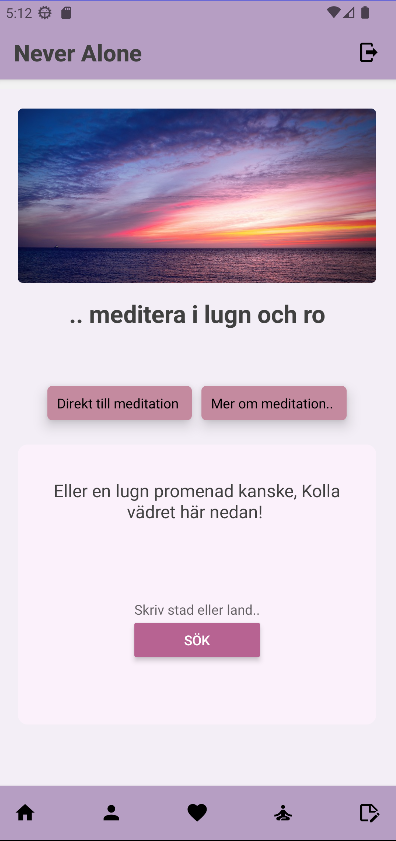 5:12
Never Alone
.. meditera i lugn och ro
Direkt till meditation
Mer om meditation..
Eller en lugn promenad kanske, Kolla
vädret här nedan!
Skriv stad eller land..
SÖK